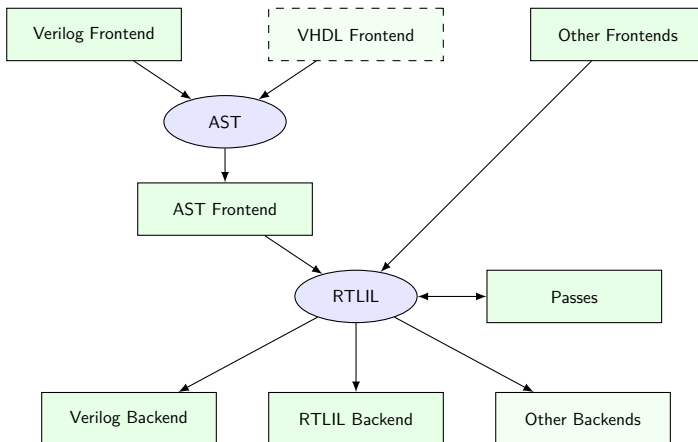 Verilog Frontend
VHDL Frontend
Other Frontends
AST
AST Frontend
RTLIL
Passes
Verilog Backend
RTLIL Backend
Other Backends